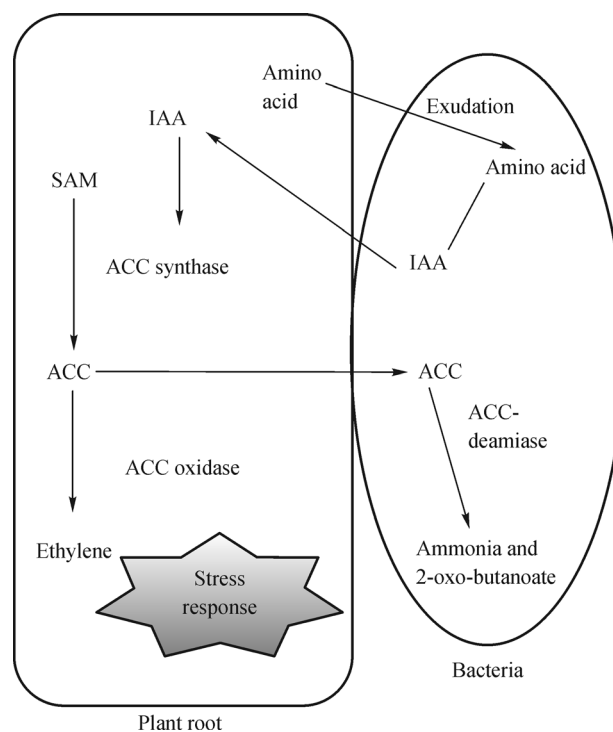 Amino
acid
Exudation
IAA
Amino acid
SAM
ACC synthase
IAA
ACC
ACC
ACC-
deamiase
ACC oxidase
Ethylene
Stress
response
Ammonia and
2-oxo-butanoate
Bacteria
Plant root